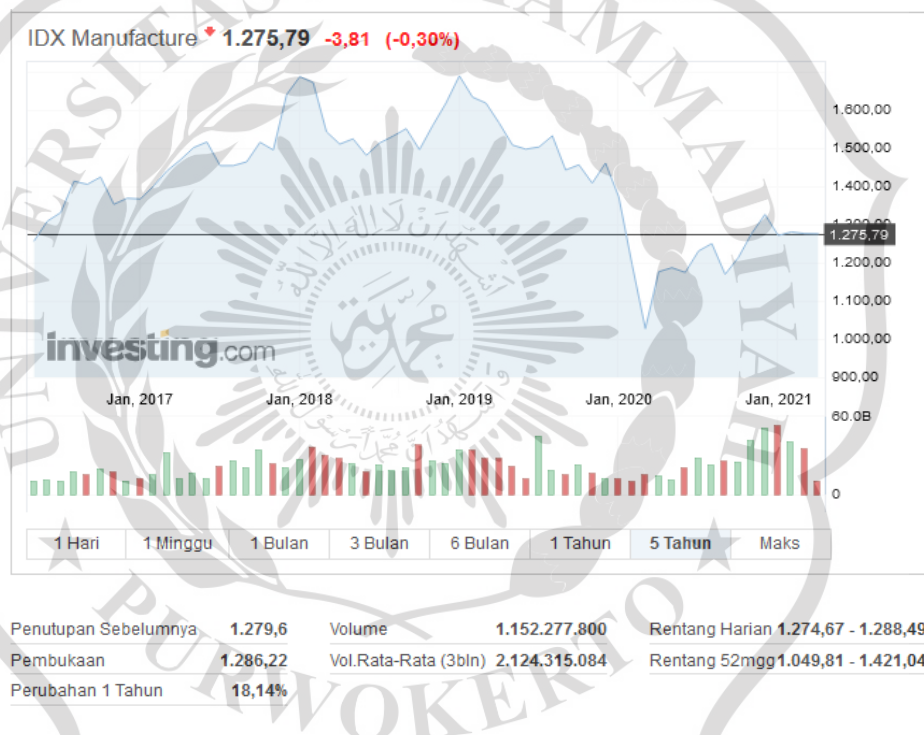 IDX Manufacture 1.275,79 -3,81 (-0,30%)
1.600,00
1.500,00
1.400,00
1.300,00
1.275,79
1.200,00
1.100,00
1.000,00
900,00
investing.com
Jan, 2017 Jan, 2018 Jan, 2019 Jan, 2020 Jan, 2021
60.0B
0
1 Hari 1 Minggu 1 Bulan 3 Bulan 6 Bulan 1 Tahun 5 Tahun Maks
Penutupan Sebelumnya 1.279,6 Volume 1.152.277.800 Rentang Harian 1.274,67 - 1.288,49
Pembukaan 1.286,22 Vol.Rata-Rata (3bln) 2.124.315.084 Rentang 52mgg 1.049,81 - 1.421,04
Perubahan 1 Tahun 18,14%
UNIVERSITAS MUHAMMADIYAH
PURWOKERTO